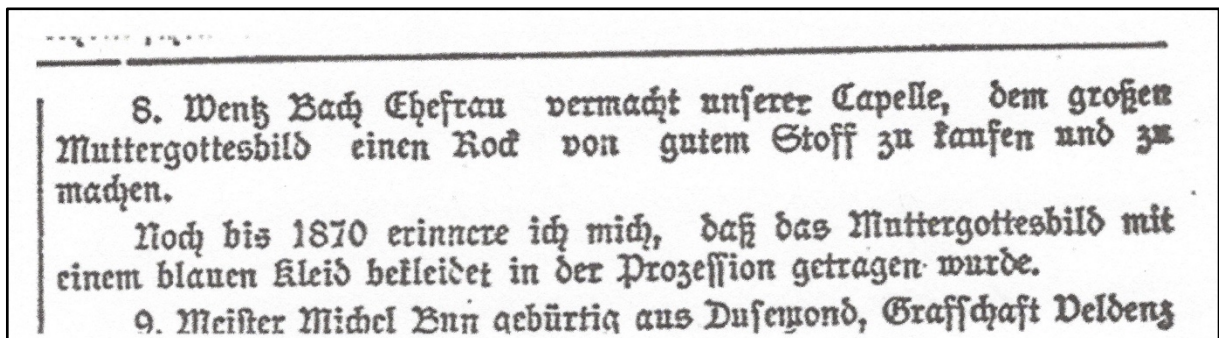 8. Wentz Bach Ehefrau vermacht unserer Capelle, dem großen
Muttergottesbild einen Rock von gutem Stoff zu kaufen und zu
machen.
Noch bis 1870 erinnere ich mich, daß das Muttergottesbild mit
einem blauen Kleid bekleidet in der Prozession getragen wurde.
9. Meister Michel Bnn gebürtig aus Dusemond, Grafschaft Veldenz